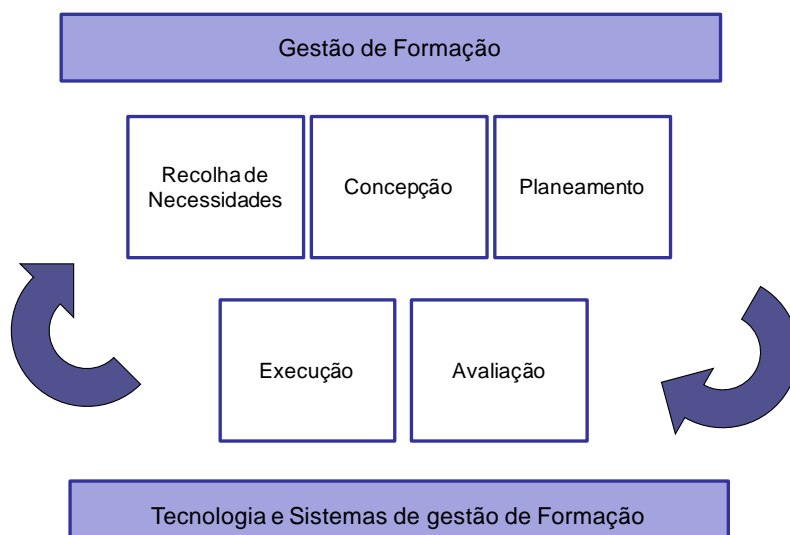 Gestão de Formação
Recolha de
Necessidades
Concepção
Planeamento
Execução
Avaliação
Tecnologia e Sistemas de gestão de Formação